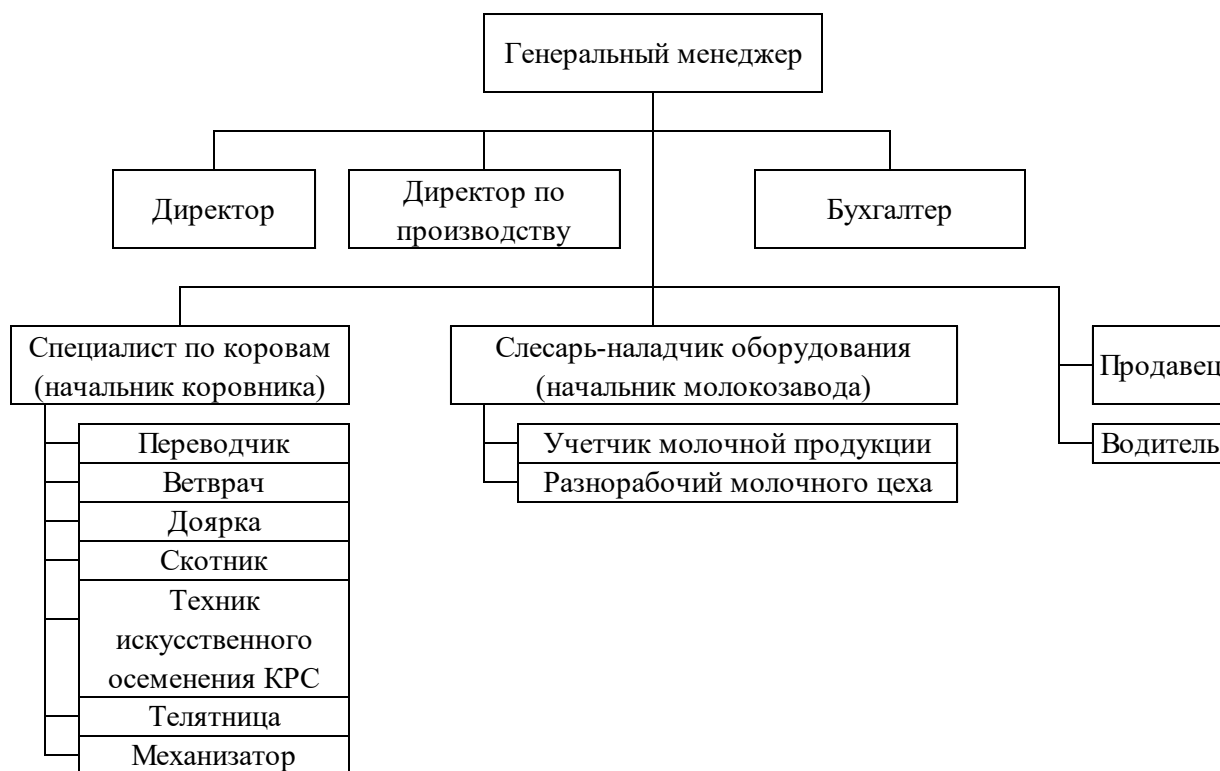 Генеральный менеджер
Директор
Директор по
производству
Бухгалтер
Специалист по коровам
(начальник коровника)
Переводчик
Ветврач
Доярка
Скотник
Техник
искусственного
осеменения КРС
Телятница
Механизатор
Слесарь-наладчик оборудования
(начальник молокозавода)
Учетчик молочной продукции
Разнорабочий молочного цеха
Продавец
Водитель